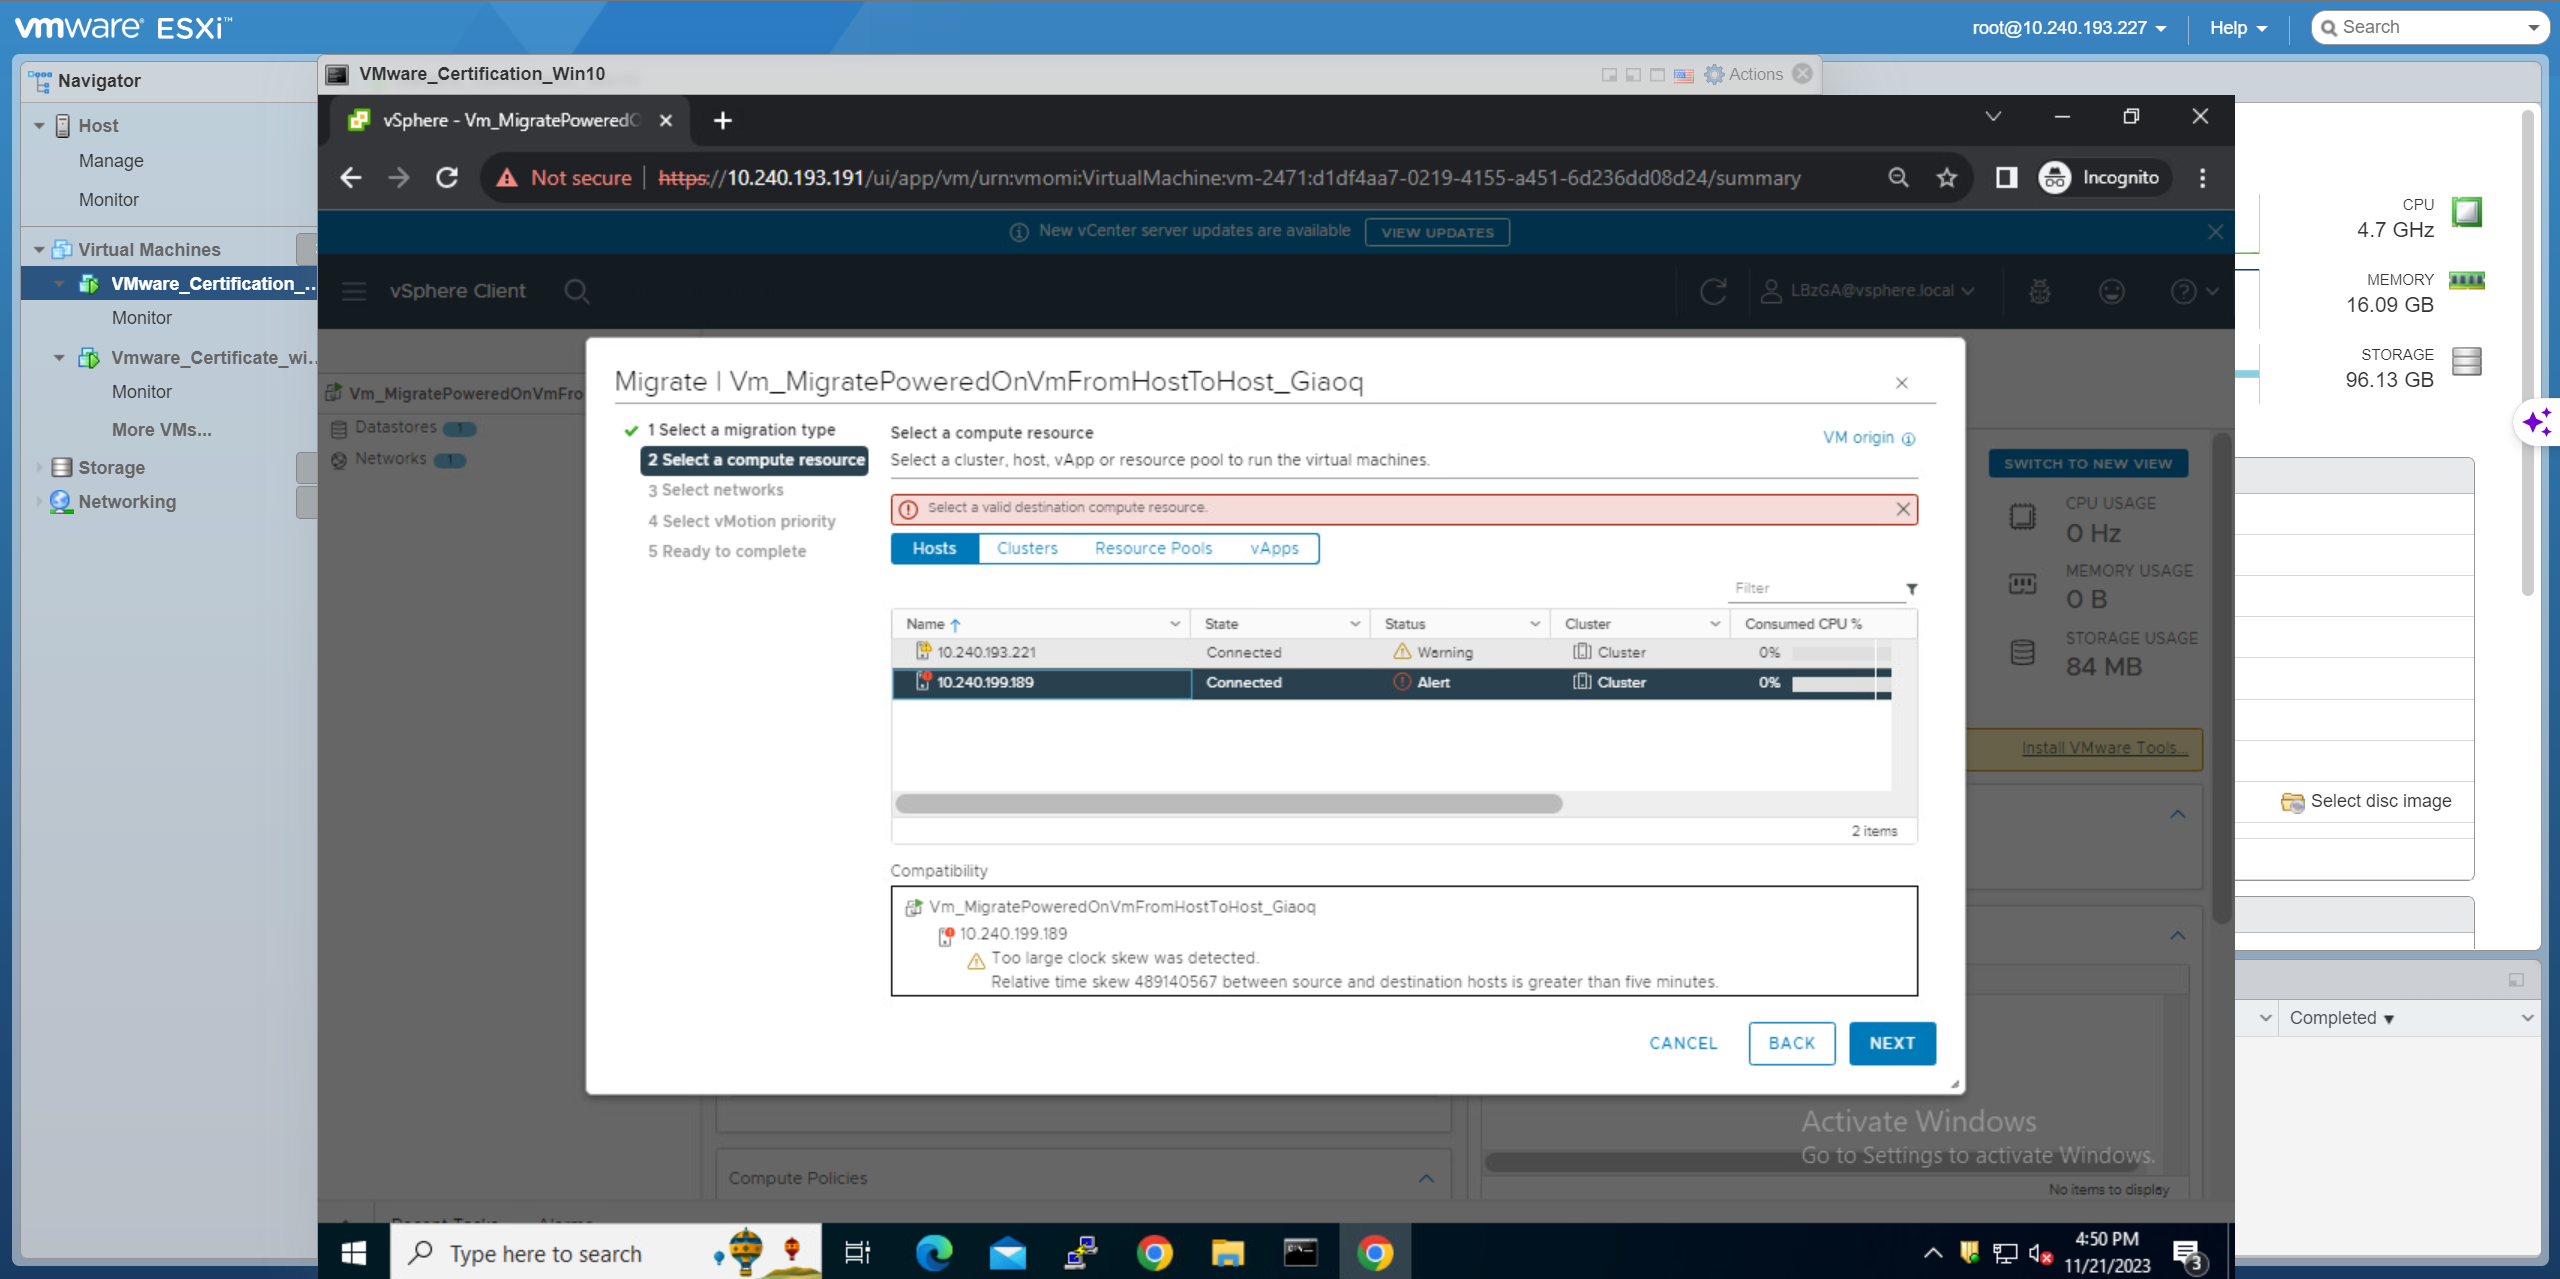 vmware ESXi™
root@10.240.193.227
Help
Search
Navigator
Host
Manage
Monitor
Virtual Machines
VMware_Certification_...
Monitor
Vmware_Certificate_wi...
Monitor
More VMs...
Storage
Networking
VMware_Certification_Win10
Actions
vSphere - Vm_MigratePoweredO
Not secure
https://10.240.193.191/ui/app/vm/urn:vmomi:VirtualMachine:vm-2471:d1df4aa7-0219-4155-a451-6d236dd08d24/summary
Incognito
New vCenter server updates are available
VIEW UPDATES
vSphere Client
LBzGA@vsphere.local
Vm_MigratePoweredOnVmFro
Datastores 1
Networks 1
Migrate | Vm_MigratePoweredOnVmFromHostToHost_Giaoq
1 Select a migration type
2 Select a compute resource
3 Select networks
4 Select vMotion priority
5 Ready to complete
Select a compute resource
VM origin
Select a cluster, host, vApp or resource pool to run the virtual machines.
Select a valid destination compute resource.
Hosts Clusters Resource Pools vApps
Filter
Name State Status Cluster Consumed CPU %
10.240.193.221 Connected Warning Cluster 0%
10.240.199.189 Connected Alert Cluster 0%
2 items
Compatibility
Vm_MigratePoweredOnVmFromHostToHost_Giaoq
10.240.199.189
Too large clock skew was detected.
Relative time skew 489140567 between source and destination hosts is greater than five minutes.
CANCEL
BACK
NEXT
SWITCH TO NEW VIEW
CPU USAGE
0 Hz
MEMORY USAGE
0 B
STORAGE USAGE
84 MB
Install VMware Tools...
Compute Policies
Activate Windows
Go to Settings to activate Windows.
No items to display
Type here to search
4:50 PM
11/21/2023
3
CPU
4.7 GHz
MEMORY
16.09 GB
STORAGE
96.13 GB
Select disc image
Completed